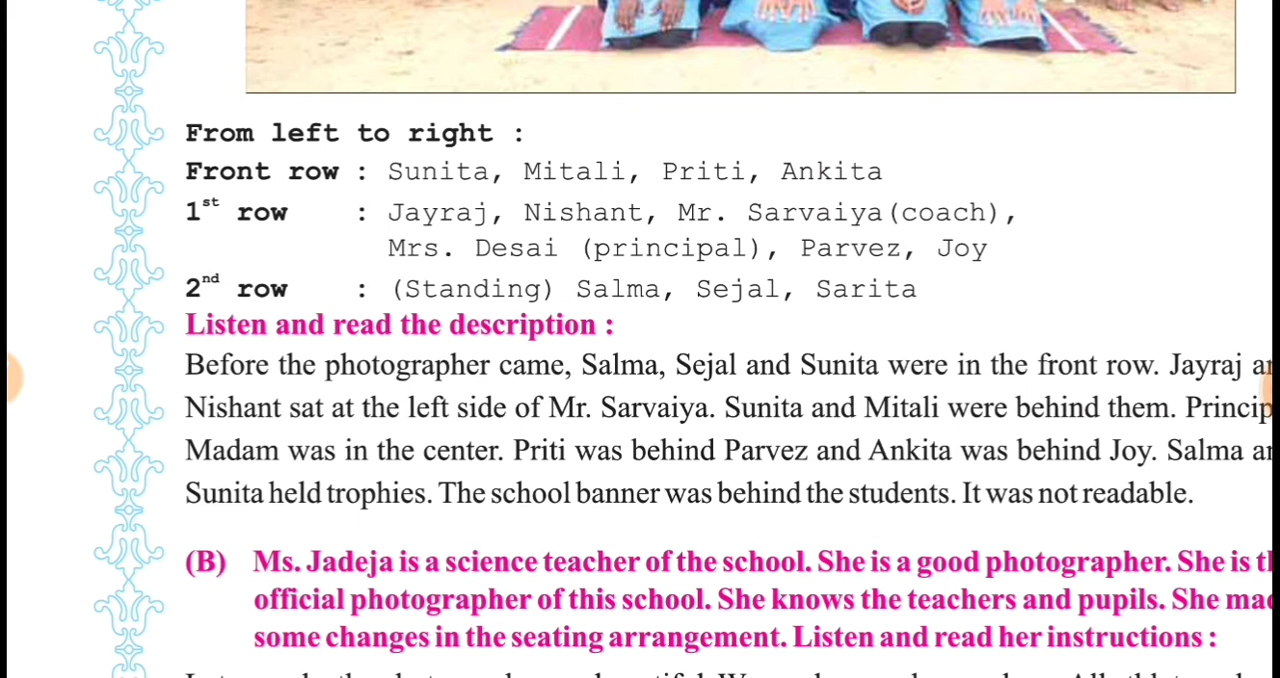 From left to right :
Front row : Sunita, Mitali, Priti, Ankita
1st row : Jayraj, Nishant, Mr. Sarvaiya(coach),
Mrs. Desai (principal), Parvez, Joy
2nd row : (Standing) Salma, Sejal, Sarita
Listen and read the description :
Before the photographer came, Salma, Sejal and Sunita were in the front row. Jayraj
Nishant sat at the left side of Mr. Sarvaiya. Sunita and Mitali were behind them. Princip
Madam was in the center. Priti was behind Parvez and Ankita was behind Joy. Salma
Sunita held trophies. The school banner was behind the students. It was not readable.
(B) Ms. Jadeja is a science teacher of the school. She is a good photographer. She is
official photographer of this school. She knows the teachers and pupils. She
some changes in the seating arrangement. Listen and read her instructions :